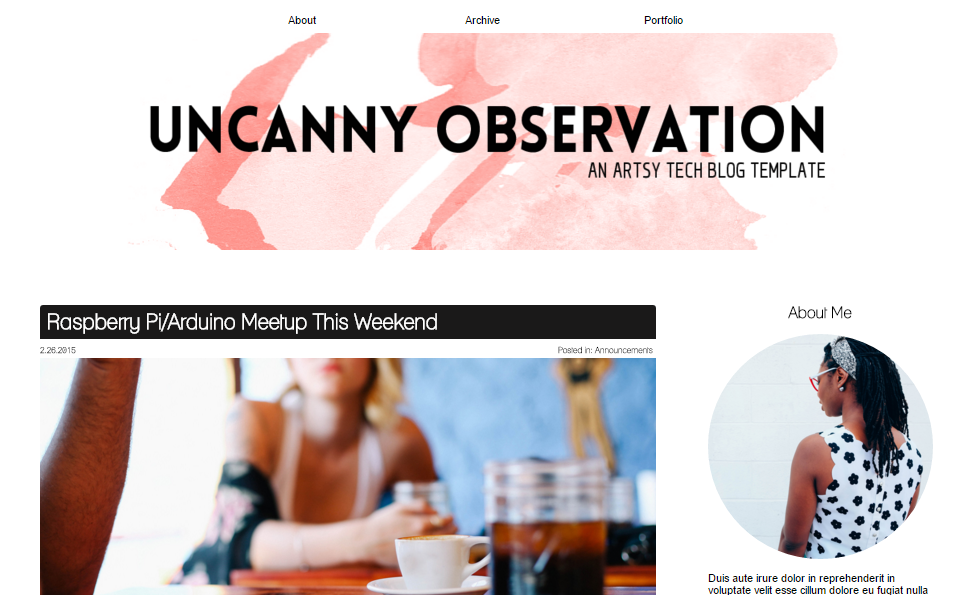 About Archive Portfolio
UNCANNY OBSERVATION
AN ARTSY TECH BLOG TEMPLATE
Raspberry Pi/Arduino Meetup This Weekend
2.26.2015 Posted in: Announcements
About Me
Duis aute irure dolor in reprehenderit in
voluptate velit esse cillum dolore eu fugiat nulla